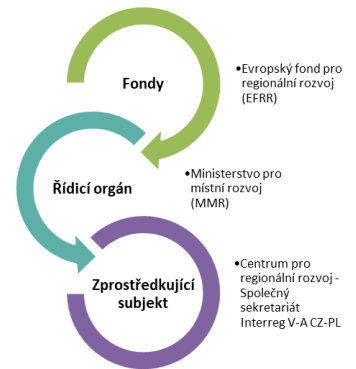 Fondy
•Evropský fond pro
regionální rozvoj
(EFRR)
Řídicí orgán
•Ministerstvo pro
místní rozvoj
(MMR)
Zprostředkující
subjekt
•Centrum pro
regionální rozvoj -
Společný
sekretariát
Interreg V-A CZ-PL